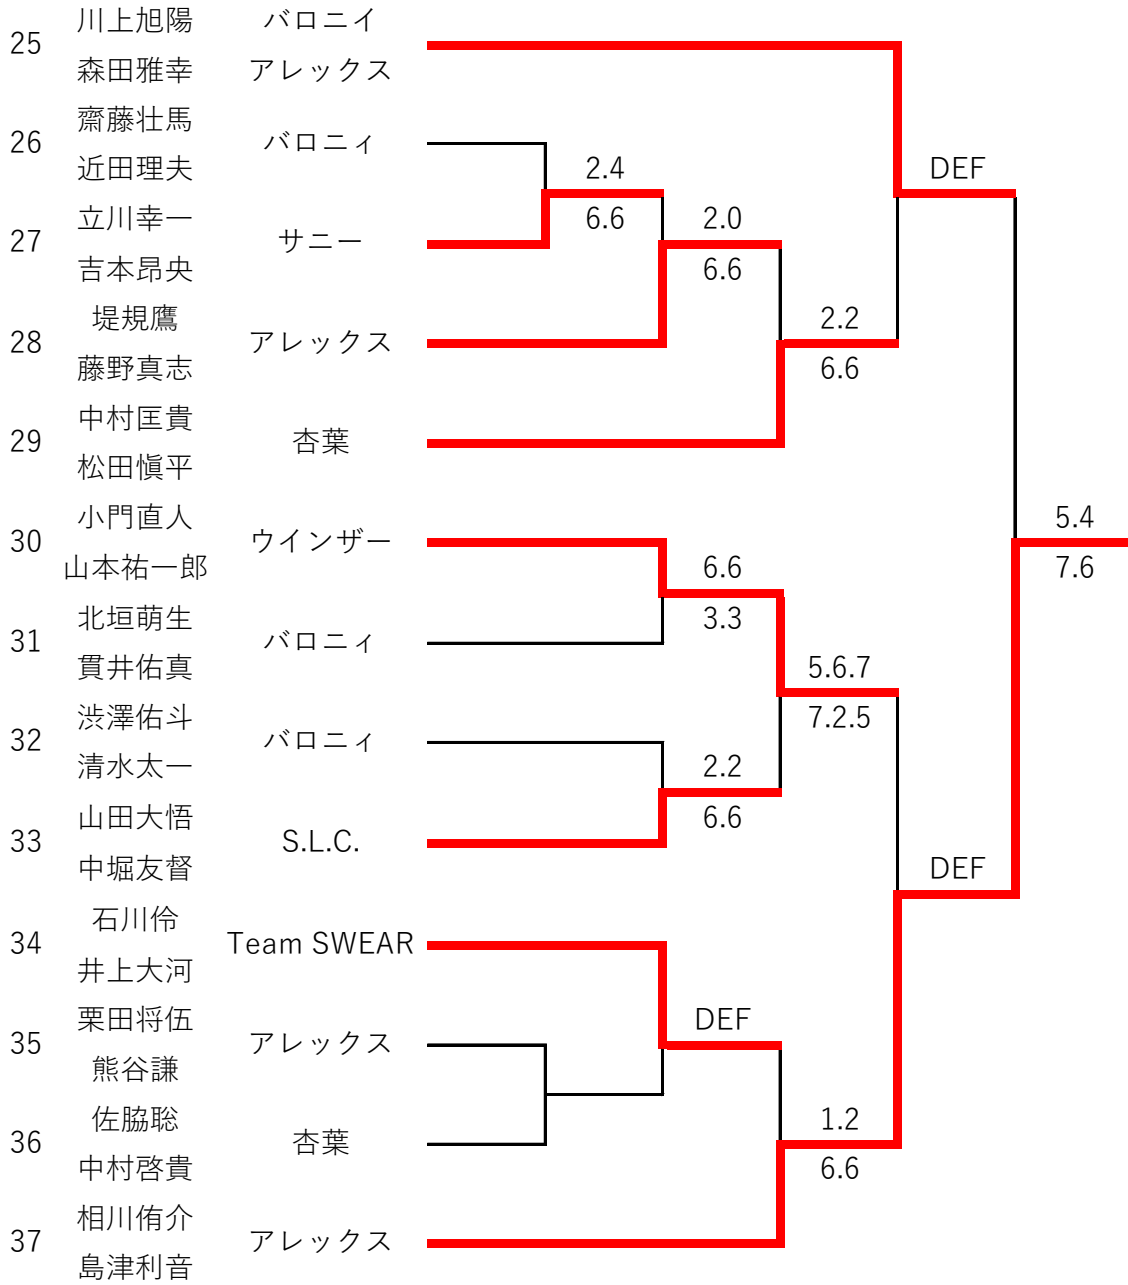 川上旭陽 バロニイ
25
森田雅幸 アレックス
齋藤壮馬
26 バロニィ
近田理夫 2.4 DEF
立川幸一 6.6 2.0
27 サニー
吉本昂央 6.6
堤規鷹 2.2
28 アレックス
藤野真志 6.6
中村匡貴
29 杏葉
松田愼平
小門直人 5.4
30 ウインザー
山本祐一郎 6.6 7.6
北垣萌生 3.3
31 バロニィ
貫井佑真 5.6.7
渋澤佑斗 7.2.5
32 バロニィ
清水太一 2.2
山田大悟 6.6
33 S.L.C.
中堀友督 DEF
石川伶
34 Team SWEAR
井上大河
栗田将伍 DEF
35 アレックス
熊谷謙
佐脇聡 1.2
36 杏葉
中村啓貴 6.6
相川侑介
37 アレックス
島津利音